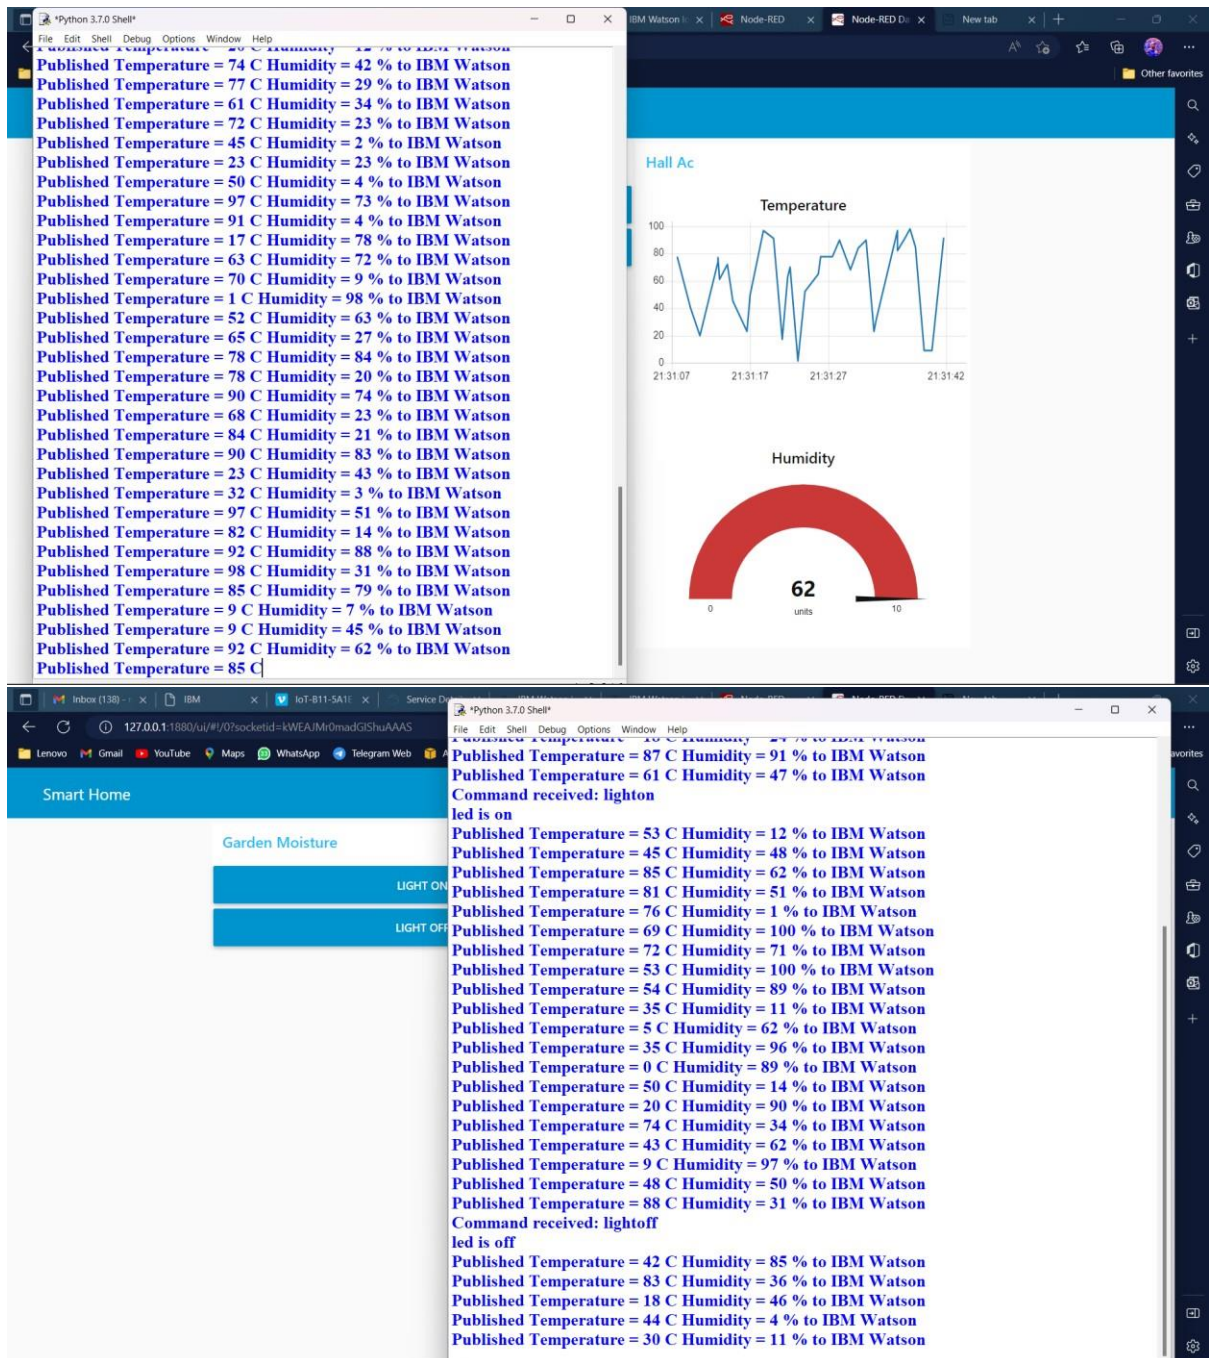 *Python 3.7.0 Shell*
IBM Watson I
Node-RED
Node-RED Da
New tab
File Edit Shell Debug Options Window Help
Other favorites
Published Temperature = 20 C Humidity = 12 % to IBM Watson
Published Temperature = 74 C Humidity = 42 % to IBM Watson
Published Temperature = 77 C Humidity = 29 % to IBM Watson
Published Temperature = 61 C Humidity = 34 % to IBM Watson
Published Temperature = 72 C Humidity = 23 % to IBM Watson
Published Temperature = 45 C Humidity = 2 % to IBM Watson
Published Temperature = 23 C Humidity = 23 % to IBM Watson
Published Temperature = 50 C Humidity = 4 % to IBM Watson
Published Temperature = 97 C Humidity = 73 % to IBM Watson
Published Temperature = 91 C Humidity = 4 % to IBM Watson
Published Temperature = 17 C Humidity = 78 % to IBM Watson
Published Temperature = 63 C Humidity = 72 % to IBM Watson
Published Temperature = 70 C Humidity = 9 % to IBM Watson
Published Temperature = 1 C Humidity = 98 % to IBM Watson
Published Temperature = 52 C Humidity = 63 % to IBM Watson
Published Temperature = 65 C Humidity = 27 % to IBM Watson
Published Temperature = 78 C Humidity = 84 % to IBM Watson
Published Temperature = 78 C Humidity = 20 % to IBM Watson
Published Temperature = 90 C Humidity = 74 % to IBM Watson
Published Temperature = 68 C Humidity = 23 % to IBM Watson
Published Temperature = 84 C Humidity = 21 % to IBM Watson
Published Temperature = 90 C Humidity = 83 % to IBM Watson
Published Temperature = 23 C Humidity = 43 % to IBM Watson
Published Temperature = 32 C Humidity = 3 % to IBM Watson
Published Temperature = 97 C Humidity = 51 % to IBM Watson
Published Temperature = 82 C Humidity = 14 % to IBM Watson
Published Temperature = 92 C Humidity = 88 % to IBM Watson
Published Temperature = 98 C Humidity = 31 % to IBM Watson
Published Temperature = 85 C Humidity = 79 % to IBM Watson
Published Temperature = 9 C Humidity = 7 % to IBM Watson
Published Temperature = 9 C Humidity = 45 % to IBM Watson
Published Temperature = 92 C Humidity = 62 % to IBM Watson
Published Temperature = 85 C
Hall Ac
Temperature
100
80
60
40
20
0
21:31:07 21:31:17 21:31:27 21:31:42
Humidity
62
0 units 10
Inbox (138) -
IBM
IoT-B11-5A1E
Service
127.0.0.1:1880/ui/#!/0?socketid=kWEAJMr0madGIShuAAAS
Lenovo Gmail YouTube Maps WhatsApp Telegram Web A
avorites
Smart Home
Garden Moisture
LIGHT ON
LIGHT OFF
*Python 3.7.0 Shell*
File Edit Shell Debug Options Window Help
Published Temperature = 87 C Humidity = 91 % to IBM Watson
Published Temperature = 61 C Humidity = 47 % to IBM Watson
Command received: lighton
led is on
Published Temperature = 53 C Humidity = 12 % to IBM Watson
Published Temperature = 45 C Humidity = 48 % to IBM Watson
Published Temperature = 85 C Humidity = 62 % to IBM Watson
Published Temperature = 81 C Humidity = 51 % to IBM Watson
Published Temperature = 76 C Humidity = 1 % to IBM Watson
Published Temperature = 69 C Humidity = 100 % to IBM Watson
Published Temperature = 72 C Humidity = 71 % to IBM Watson
Published Temperature = 53 C Humidity = 100 % to IBM Watson
Published Temperature = 54 C Humidity = 89 % to IBM Watson
Published Temperature = 35 C Humidity = 11 % to IBM Watson
Published Temperature = 5 C Humidity = 62 % to IBM Watson
Published Temperature = 35 C Humidity = 96 % to IBM Watson
Published Temperature = 0 C Humidity = 89 % to IBM Watson
Published Temperature = 50 C Humidity = 14 % to IBM Watson
Published Temperature = 20 C Humidity = 90 % to IBM Watson
Published Temperature = 74 C Humidity = 34 % to IBM Watson
Published Temperature = 43 C Humidity = 62 % to IBM Watson
Published Temperature = 9 C Humidity = 97 % to IBM Watson
Published Temperature = 48 C Humidity = 50 % to IBM Watson
Published Temperature = 88 C Humidity = 31 % to IBM Watson
Command received: lightoff
led is off
Published Temperature = 42 C Humidity = 85 % to IBM Watson
Published Temperature = 83 C Humidity = 36 % to IBM Watson
Published Temperature = 18 C Humidity = 46 % to IBM Watson
Published Temperature = 44 C Humidity = 4 % to IBM Watson
Published Temperature = 30 C Humidity = 11 % to IBM Watson